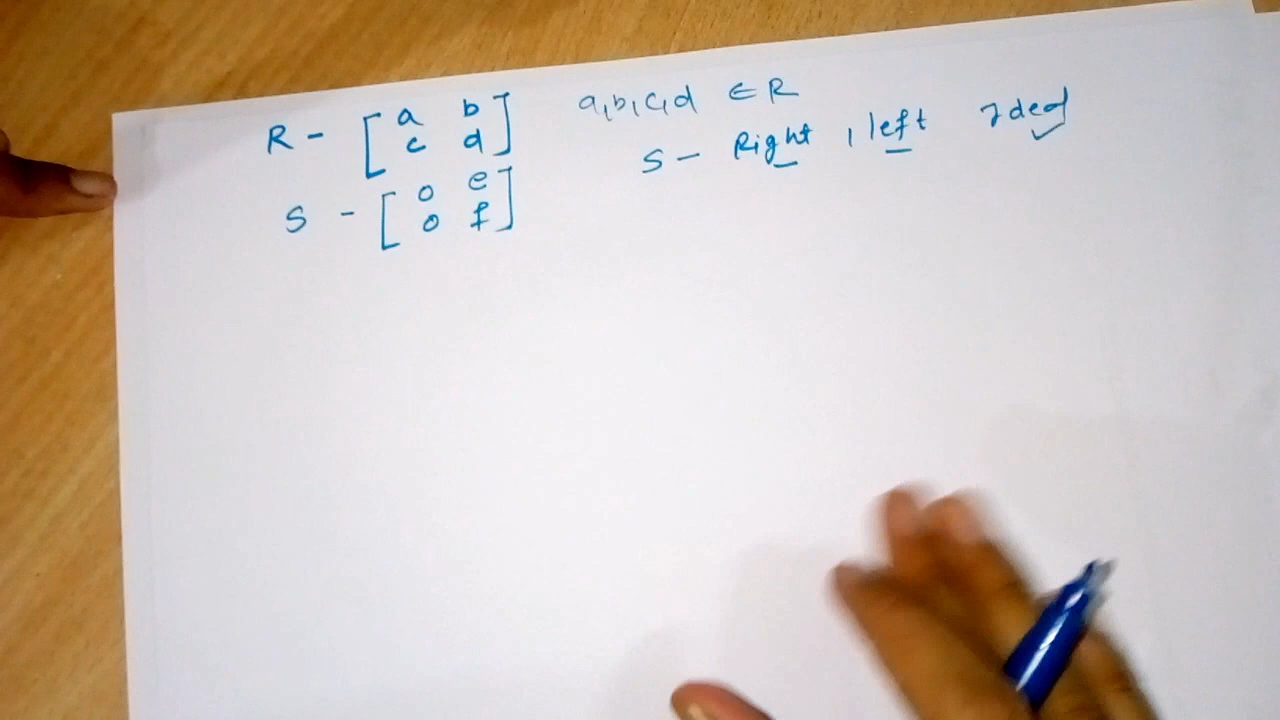 R - [ a b ] a,b,c,d ∈ R
[ c d ]
S - Right , left Ideal
S - [ 0 e ]
[ 0 f ]